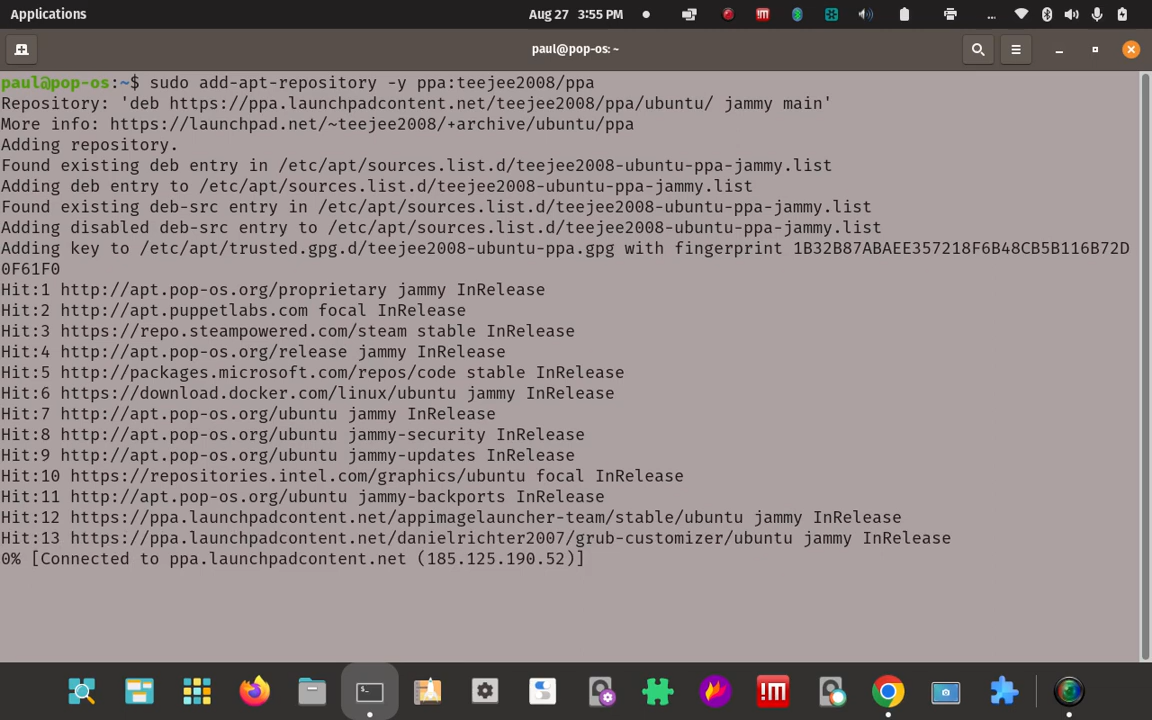 Applications
Aug 27 3:55 PM
...
paul@pop-os: ~
paul@pop-os:~$ sudo add-apt-repository -y ppa:teejee2008/ppa
Repository: 'deb https://ppa.launchpadcontent.net/teejee2008/ppa/ubuntu/ jammy main'
More info: https://launchpad.net/~teejee2008/+archive/ubuntu/ppa
Adding repository.
Found existing deb entry in /etc/apt/sources.list.d/teejee2008-ubuntu-ppa-jammy.list
Adding deb entry to /etc/apt/sources.list.d/teejee2008-ubuntu-ppa-jammy.list
Found existing deb-src entry in /etc/apt/sources.list.d/teejee2008-ubuntu-ppa-jammy.list
Adding disabled deb-src entry to /etc/apt/sources.list.d/teejee2008-ubuntu-ppa-jammy.list
Adding key to /etc/apt/trusted.gpg.d/teejee2008-ubuntu-ppa.gpg with fingerprint 1B32B87ABAEE357218F6B48CB5B116B72D
0F61F0
Hit:1 http://apt.pop-os.org/proprietary jammy InRelease
Hit:2 http://apt.puppetlabs.com focal InRelease
Hit:3 https://repo.steampowered.com/steam stable InRelease
Hit:4 http://apt.pop-os.org/release jammy InRelease
Hit:5 http://packages.microsoft.com/repos/code stable InRelease
Hit:6 https://download.docker.com/linux/ubuntu jammy InRelease
Hit:7 http://apt.pop-os.org/ubuntu jammy InRelease
Hit:8 http://apt.pop-os.org/ubuntu jammy-security InRelease
Hit:9 http://apt.pop-os.org/ubuntu jammy-updates InRelease
Hit:10 https://repositories.intel.com/graphics/ubuntu focal InRelease
Hit:11 http://apt.pop-os.org/ubuntu jammy-backports InRelease
Hit:12 https://ppa.launchpadcontent.net/appimagelauncher-team/stable/ubuntu jammy InRelease
Hit:13 https://ppa.launchpadcontent.net/danielrichter2007/grub-customizer/ubuntu jammy InRelease
0% [Connected to ppa.launchpadcontent.net (185.125.190.52)]